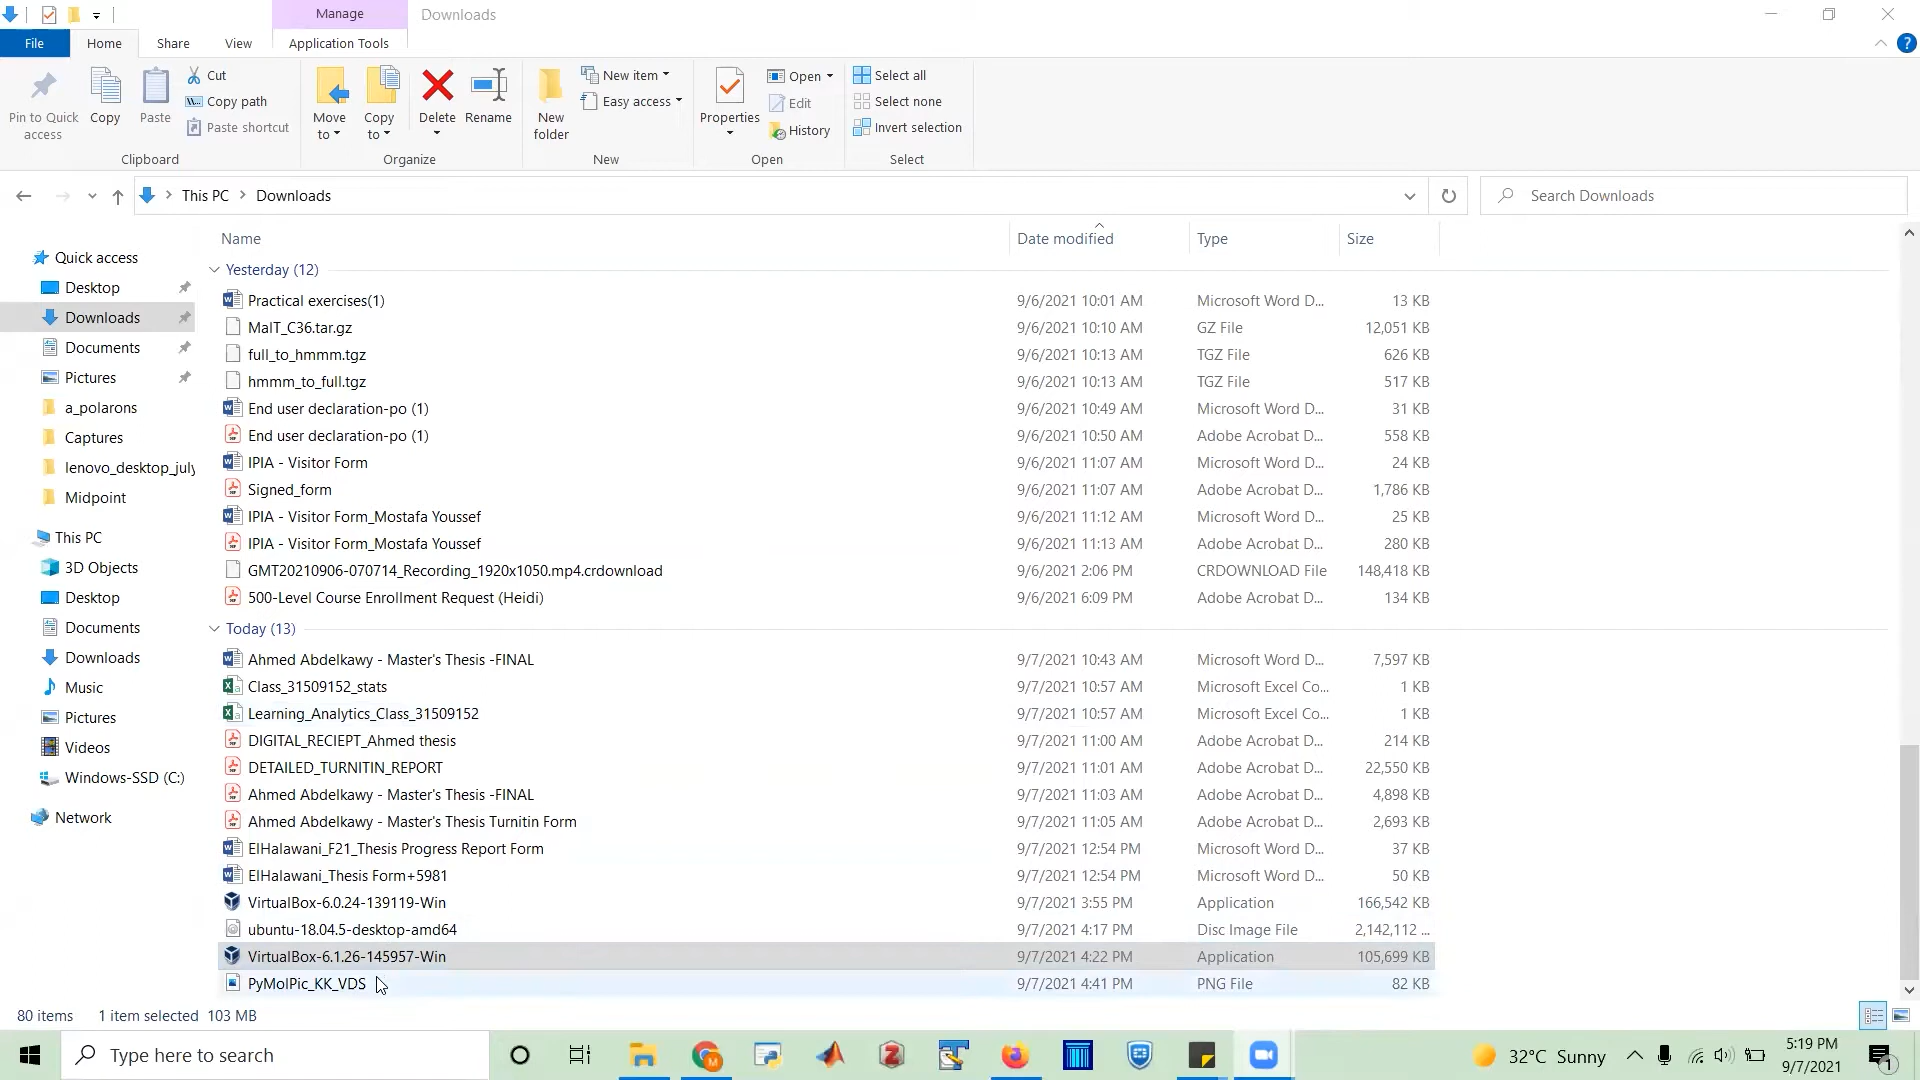 Manage
Downloads
File
Home
Share
View
Application Tools
Pin to Quick access
Copy
Paste
Cut
Copy path
Paste shortcut
Clipboard
Move to
Copy to
Delete
Rename
Organize
New folder
New item
Easy access
New
Properties
Open
Edit
History
Open
Select all
Select none
Invert selection
Select
This PC
Downloads
Search Downloads
Quick access
Desktop
Downloads
Documents
Pictures
a_polarons
Captures
lenovo_desktop_july
Midpoint
This PC
3D Objects
Desktop
Documents
Downloads
Music
Pictures
Videos
Windows-SSD (C:)
Network
Name Date modified Type Size
Yesterday (12)
Practical exercises(1) 9/6/2021 10:01 AM Microsoft Word D... 13 KB
MalT_C36.tar.gz 9/6/2021 10:10 AM GZ File 12,051 KB
full_to_hmmm.tgz 9/6/2021 10:13 AM TGZ File 626 KB
hmmm_to_full.tgz 9/6/2021 10:13 AM TGZ File 517 KB
End user declaration-po (1) 9/6/2021 10:49 AM Microsoft Word D... 31 KB
End user declaration-po (1) 9/6/2021 10:50 AM Adobe Acrobat D... 558 KB
IPIA - Visitor Form 9/6/2021 11:07 AM Microsoft Word D... 24 KB
Signed_form 9/6/2021 11:07 AM Adobe Acrobat D... 1,786 KB
IPIA - Visitor Form_Mostafa Youssef 9/6/2021 11:12 AM Microsoft Word D... 25 KB
IPIA - Visitor Form_Mostafa Youssef 9/6/2021 11:13 AM Adobe Acrobat D... 280 KB
GMT20210906-070714_Recording_1920x1050.mp4.crdownload 9/6/2021 2:06 PM CRDOWNLOAD File 148,418 KB
500-Level Course Enrollment Request (Heidi) 9/6/2021 6:09 PM Adobe Acrobat D... 134 KB
Today (13)
Ahmed Abdelkawy - Master's Thesis -FINAL 9/7/2021 10:43 AM Microsoft Word D... 7,597 KB
Class_31509152_stats 9/7/2021 10:57 AM Microsoft Excel Co... 1 KB
Learning_Analytics_Class_31509152 9/7/2021 10:57 AM Microsoft Excel Co... 1 KB
DIGITAL_RECIEPT_Ahmed thesis 9/7/2021 11:00 AM Adobe Acrobat D... 214 KB
DETAILED_TURNITIN_REPORT 9/7/2021 11:01 AM Adobe Acrobat D... 22,550 KB
Ahmed Abdelkawy - Master's Thesis -FINAL 9/7/2021 11:03 AM Adobe Acrobat D... 4,898 KB
Ahmed Abdelkawy - Master's Thesis Turnitin Form 9/7/2021 11:05 AM Adobe Acrobat D... 2,693 KB
ElHalawani_F21_Thesis Progress Report Form 9/7/2021 12:54 PM Microsoft Word D... 37 KB
ElHalawani_Thesis Form+5981 9/7/2021 12:54 PM Microsoft Word D... 50 KB
VirtualBox-6.0.24-139119-Win 9/7/2021 3:55 PM Application 166,542 KB
ubuntu-18.04.5-desktop-amd64 9/7/2021 4:17 PM Disc Image File 2,142,112 ...
VirtualBox-6.1.26-145957-Win 9/7/2021 4:22 PM Application 105,699 KB
PyMolPic_KK_VDS 9/7/2021 4:41 PM PNG File 82 KB
80 items 1 item selected 103 MB
Type here to search
32°C Sunny
5:19 PM
9/7/2021
1